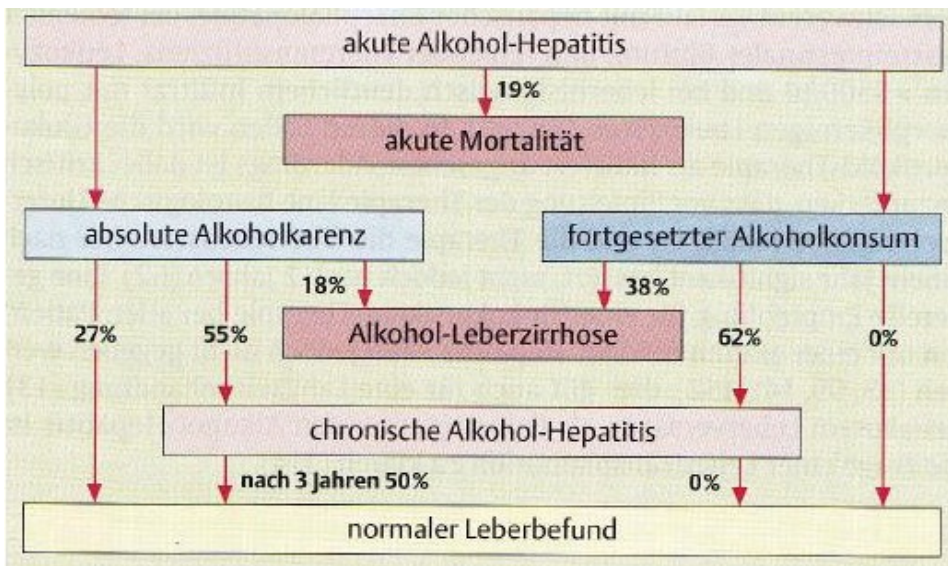 akute Alkohol-Hepatitis
19%
akute Mortalität
absolute Alkoholkarenz
fortgesetzter Alkoholkonsum
18%
38%
27%
55%
Alkohol-Leberzirrhose
62%
0%
chronische Alkohol-Hepatitis
nach 3 Jahren 50%
0%
normaler Leberbefund